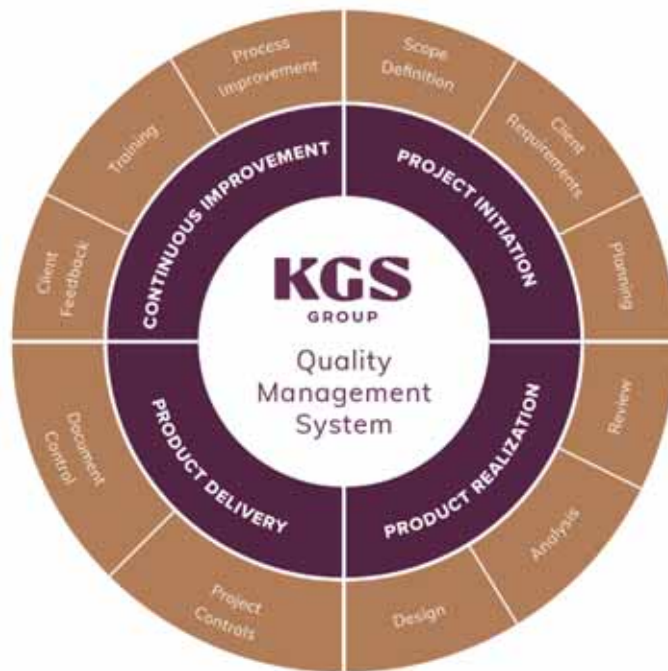 KGS
GROUP
Quality
Management
System
PROJECT INITIATION
Scope
Definition
Client
Requirements
Planning
PRODUCT REALIZATION
Review
Analysis
Design
PRODUCT DELIVERY
Project
Controls
Document
Control
CONTINUOUS IMPROVEMENT
Client
Feedback
Training
Process
Improvement